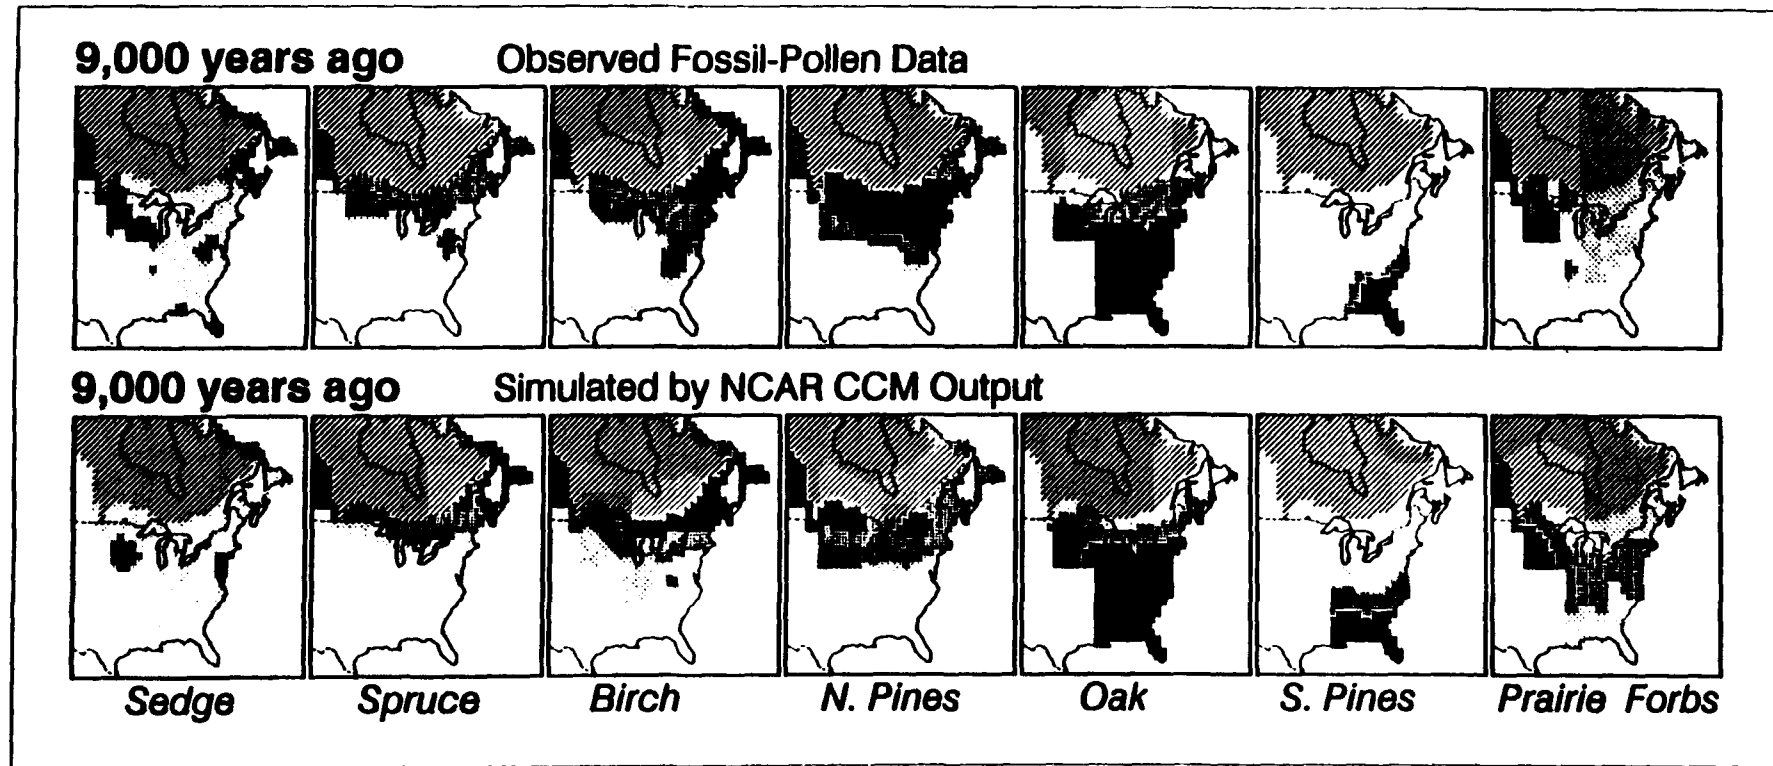 9,000 years ago Observed Fossil-Pollen Data
9,000 years ago Simulated by NCAR CCM Output
Sedge Spruce Birch N. Pines Oak S. Pines Prairie Forbs